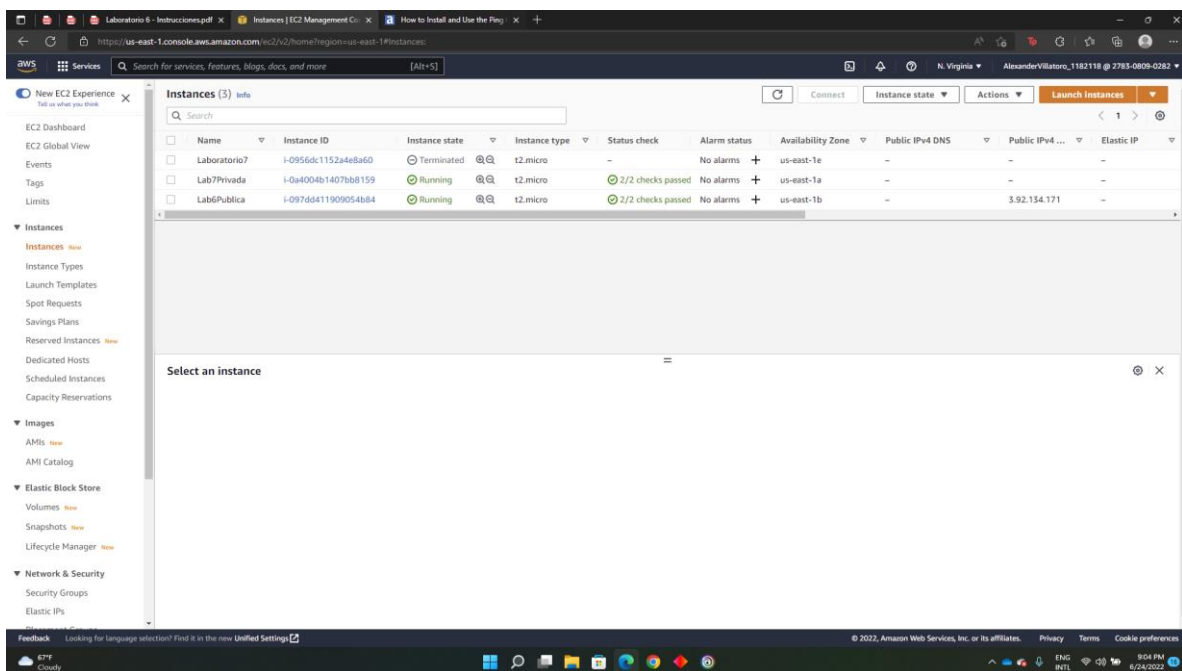 Laboratorio 6 - Instrucciones.pdf
Instances | EC2 Management Co
How to Install and Use the Ping
https://us-east-1.console.aws.amazon.com/ec2/v2/home?region=us-east-1#Instances:
aws
Services
Search for services, features, blogs, docs, and more
[Alt+S]
N. Virginia
AlexanderVillatoro_1182118 @ 2783-0809-0282
New EC2 Experience
Tell us what you think
EC2 Dashboard
EC2 Global View
Events
Tags
Limits
Instances
Instances New
Instance Types
Launch Templates
Spot Requests
Savings Plans
Reserved Instances New
Dedicated Hosts
Scheduled Instances
Capacity Reservations
Images
AMIs New
AMI Catalog
Elastic Block Store
Volumes New
Snapshots New
Lifecycle Manager New
Network & Security
Security Groups
Elastic IPs
Instances (3) Info
Connect
Instance state
Actions
Launch instances
Search
1
Name Instance ID Instance state Instance type Status check Alarm status Availability Zone Public IPv4 DNS Public IPv4 ... Elastic IP
Laboratorio7 i-0956dc1152a4e8a60 Terminated t2.micro – No alarms + us-east-1e – – –
Lab7Privada i-0a4004b1407bb8159 Running t2.micro 2/2 checks passed No alarms + us-east-1a – – –
Lab6Publica i-097dd411909054b84 Running t2.micro 2/2 checks passed No alarms + us-east-1b – 3.92.134.171 –
Select an instance
Feedback
Looking for language selection? Find it in the new Unified Settings
© 2022, Amazon Web Services, Inc. or its affiliates.
Privacy
Terms
Cookie preferences
67°F
Cloudy
ENG
INTL
9:04 PM
6/24/2022